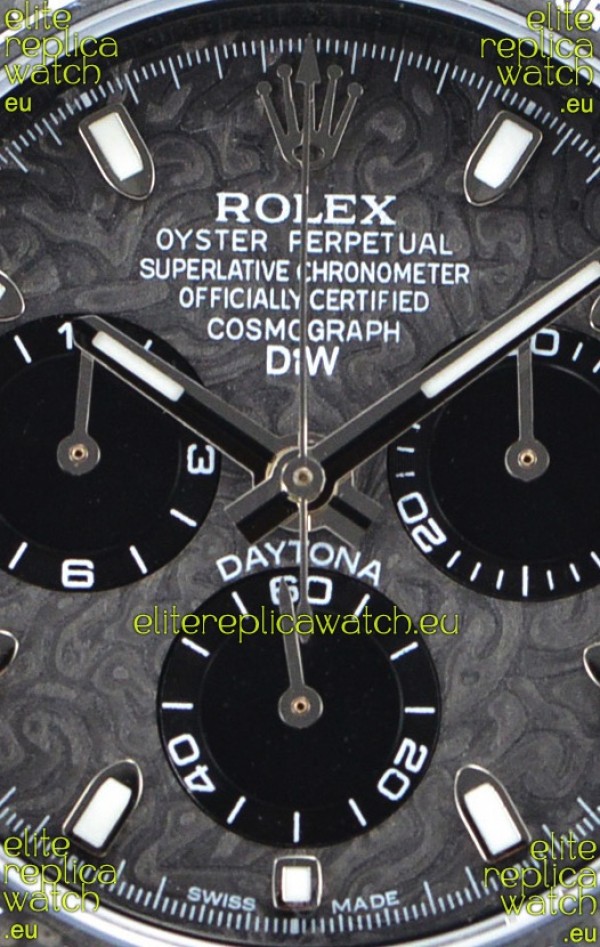 elite
replica
watch
.eu
elite
replica
watch
.eu
ROLEX
OYSTER PERPETUAL
SUPERLATIVE CHRONOMETER
OFFICIALLY CERTIFIED
COSMOGRAPH
DiW
3
9
20
DAYTONA
60
elitereplicawatch.eu
40
20
elite
replica
watch
.eu
elite
replica
watch
.eu
SWISS MADE